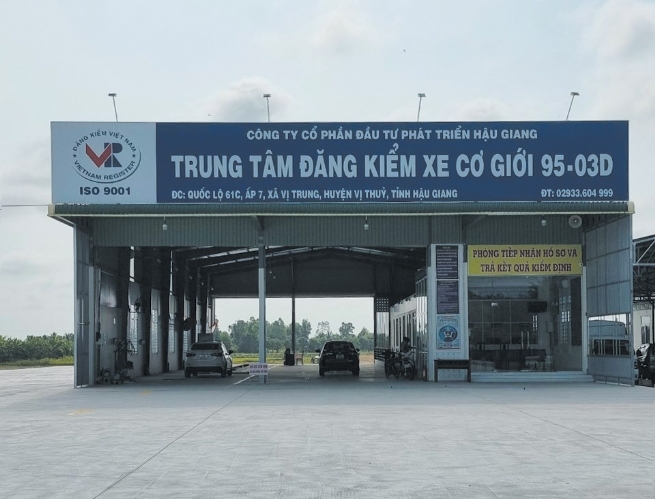 ĐĂNG KIỂM VIỆT NAM
VR
VIETNAM REGISTER
ISO 9001
CÔNG TY CỔ PHẦN ĐẦU TƯ PHÁT TRIỂN HẬU GIANG
TRUNG TÂM ĐĂNG KIỂM XE CƠ GIỚI 95-03D
ĐC: QUỐC LỘ 61C, ẤP 7, XÃ VỊ TRUNG, HUYỆN VỊ THUỶ, TỈNH HẬU GIANG
ĐT: 02933.604 999
PHÒNG TIẾP NHẬN HỒ SƠ VÀ
TRẢ KẾT QUẢ KIỂM ĐỊNH